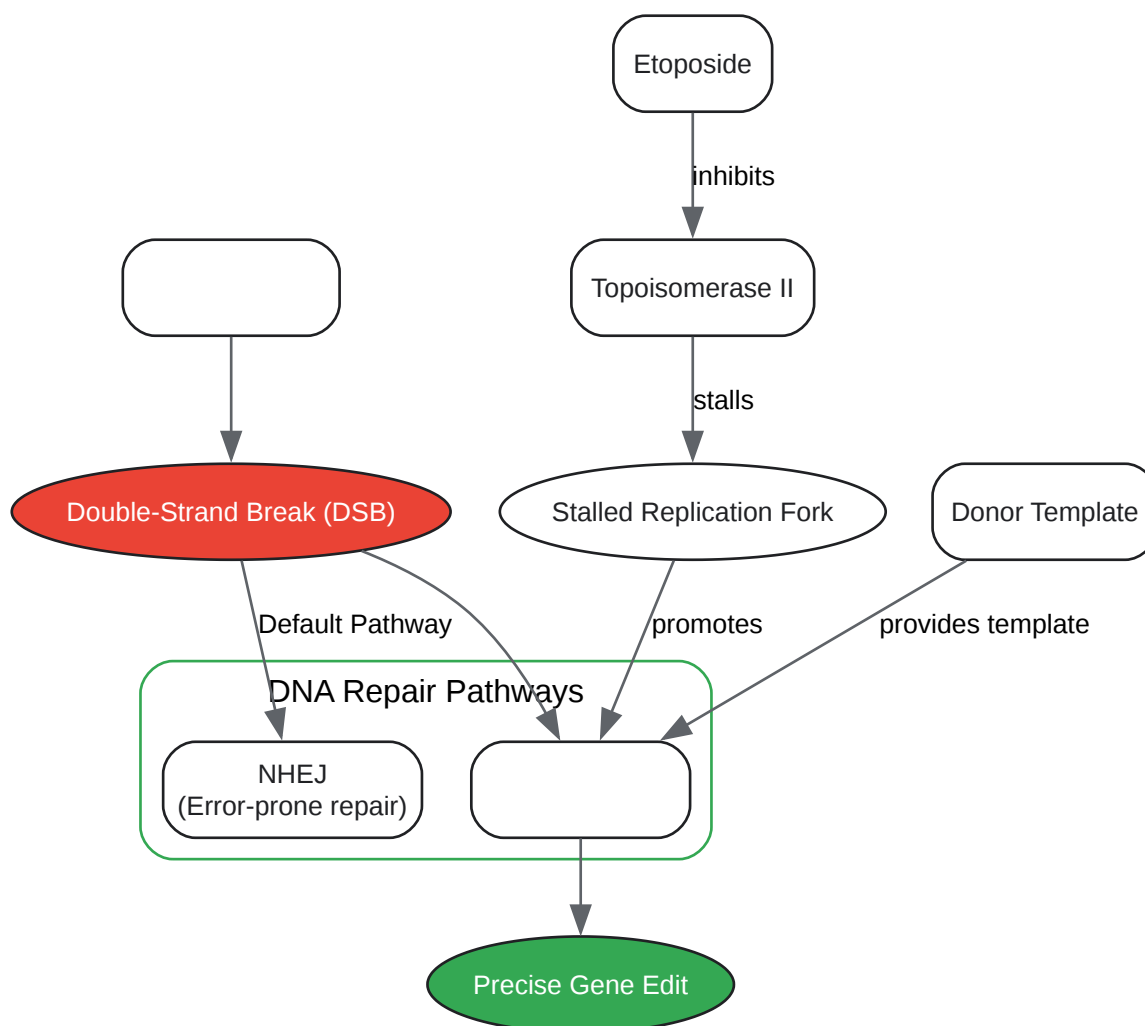 Etoposide
inhibits
Topoisomerase II
stalls
Double-Strand Break (DSB)
Stalled Replication Fork
Donor Template
Default Pathway
promotes
provides template
DNA Repair Pathways
NHEJ
(Error-prone repair)
Precise Gene Edit